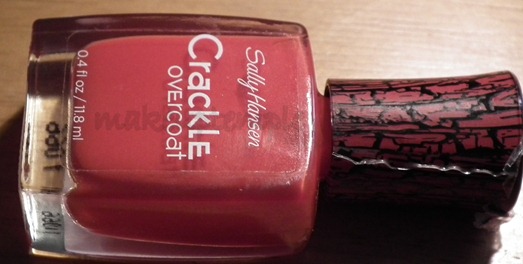 Sally Hansen
Crackle
OVERCOAT
0.4 fl oz / 11.8 ml